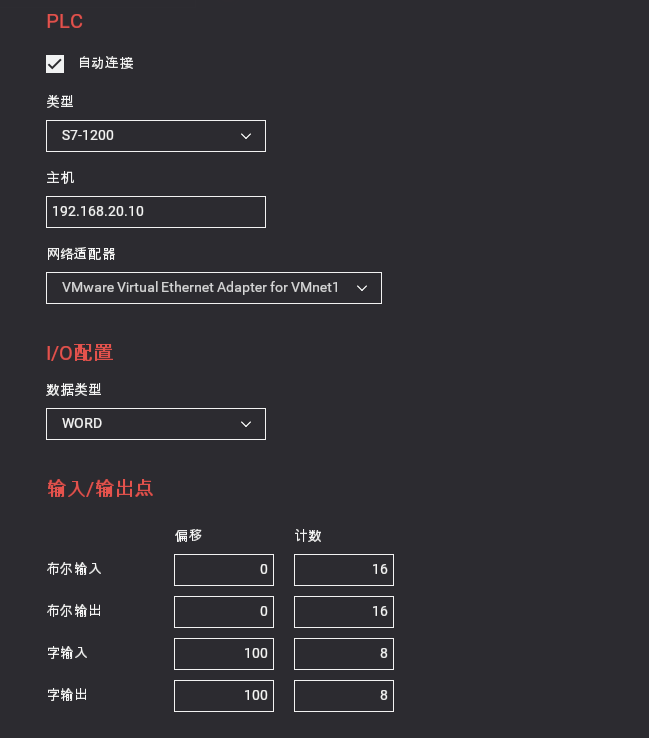 PLC
自动连接
类型
S7-1200
主机
192.168.20.10
网络适配器
VMware Virtual Ethernet Adapter for VMnet1
I/O配置
数据类型
WORD
输入/输出点
偏移 计数
布尔输入 0 16
布尔输出 0 16
字输入 100 8
字输出 100 8